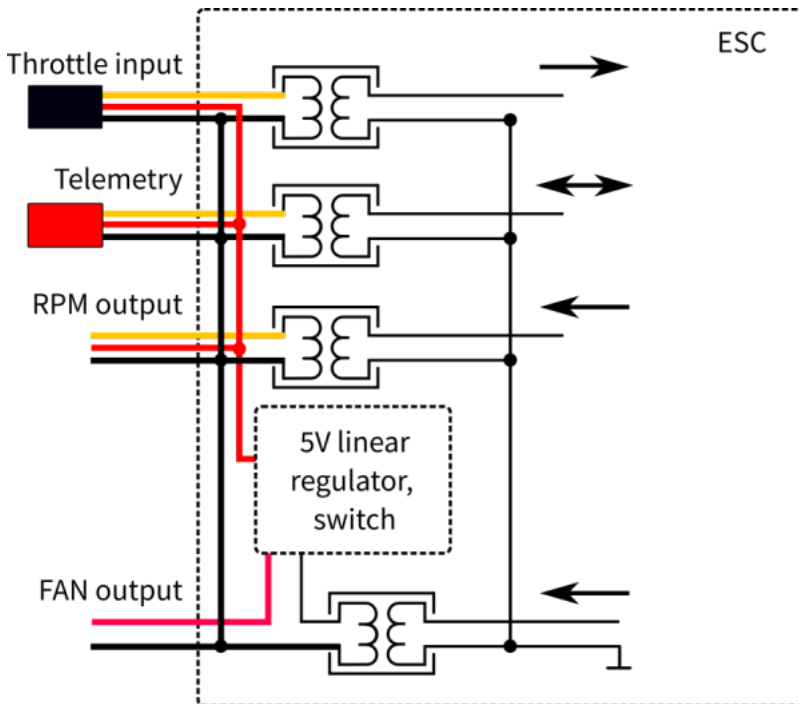 ESC
Throttle input
Telemetry
RPM output
5V linear
regulator,
switch
FAN output